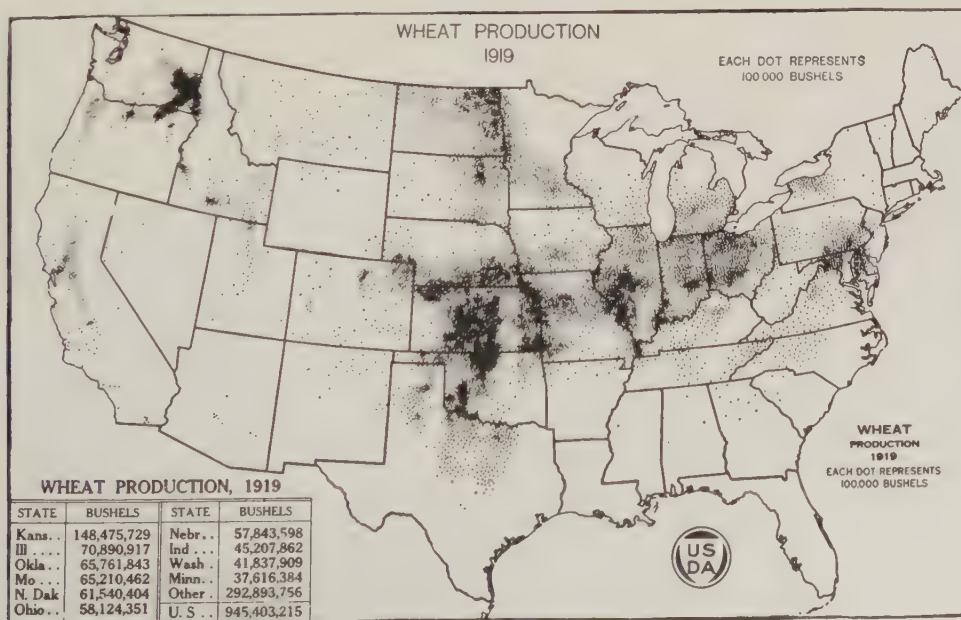 WHEAT PRODUCTION
1919
EACH DOT REPRESENTS
100 000 BUSHELS
WHEAT
PRODUCTION
1919
EACH DOT REPRESENTS
100,000 BUSHELS
US
DA
WHEAT PRODUCTION, 1919
STATE BUSHELS STATE BUSHELS
Kans.. 148,475,729 Nebr.. 57,843,598
Ill .... 70,890,917 Ind ... 45,207,862
Okla.. 65,761,843 Wash . 41,837,909
Mo ... 65,210,462 Minn.. 37,616,384
N. Dak 61,540,404 Other . 292,893,756
Ohio.. 58,124,351 U. S .. 945,403,215